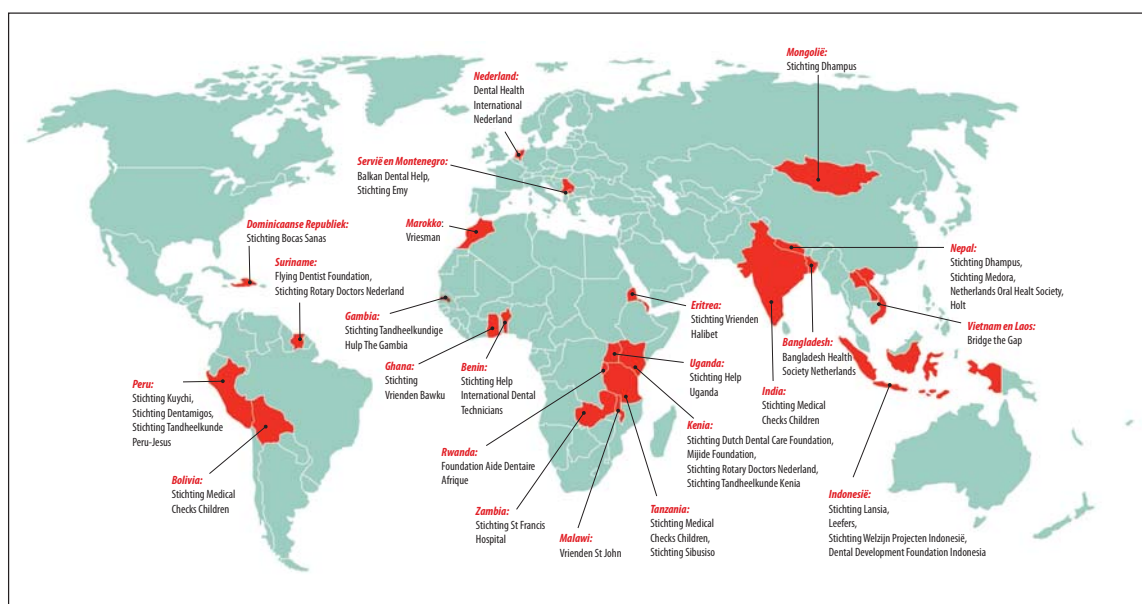 Mongolië:
Stichting Dhampus
Nederland:
Dental Health
International
Nederland
Servië en Montenegro:
Balkan Dental Help,
Stichting Emy
Dominicaanse Republiek:
Stichting Bocas Sanas
Marokko:
Vriesman
Suriname:
Flying Dentist Foundation,
Stichting Rotary Doctors Nederland
Nepal:
Stichting Dhampus,
Stichting Medora,
Netherlands Oral Healt Society,
Holt
Gambia:
Stichting Tandheelkundige
Hulp The Gambia
Eritrea:
Stichting Vrienden
Halibet
Vietnam en Laos:
Bridge the Gap
Bangladesh:
Bangladesh Health
Society Netherlands
Ghana:
Stichting
Vrienden Bawku
Benin:
Stichting Help
International Dental
Technicians
Uganda:
Stichting Help
Uganda
Peru:
Stichting Kuychi,
Stichting Dentamigos,
Stichting Tandheelkunde
Peru-Jesus
India:
Stichting Medical
Checks Children
Kenia:
Stichting Dutch Dental Care Foundation,
Mijide Foundation,
Stichting Rotary Doctors Nederland,
Stichting Tandheelkunde Kenia
Rwanda:
Foundation Aide Dentaire
Afrique
Bolivia:
Stichting Medical
Checks Children
Zambia:
Stichting St Francis
Hospital
Malawi:
Vrienden St John
Tanzania:
Stichting Medical
Checks Children,
Stichting Sibusiso
Indonesië:
Stichting Lansia,
Leefers,
Stichting Welzijn Projecten Indonesië,
Dental Development Foundation Indonesia